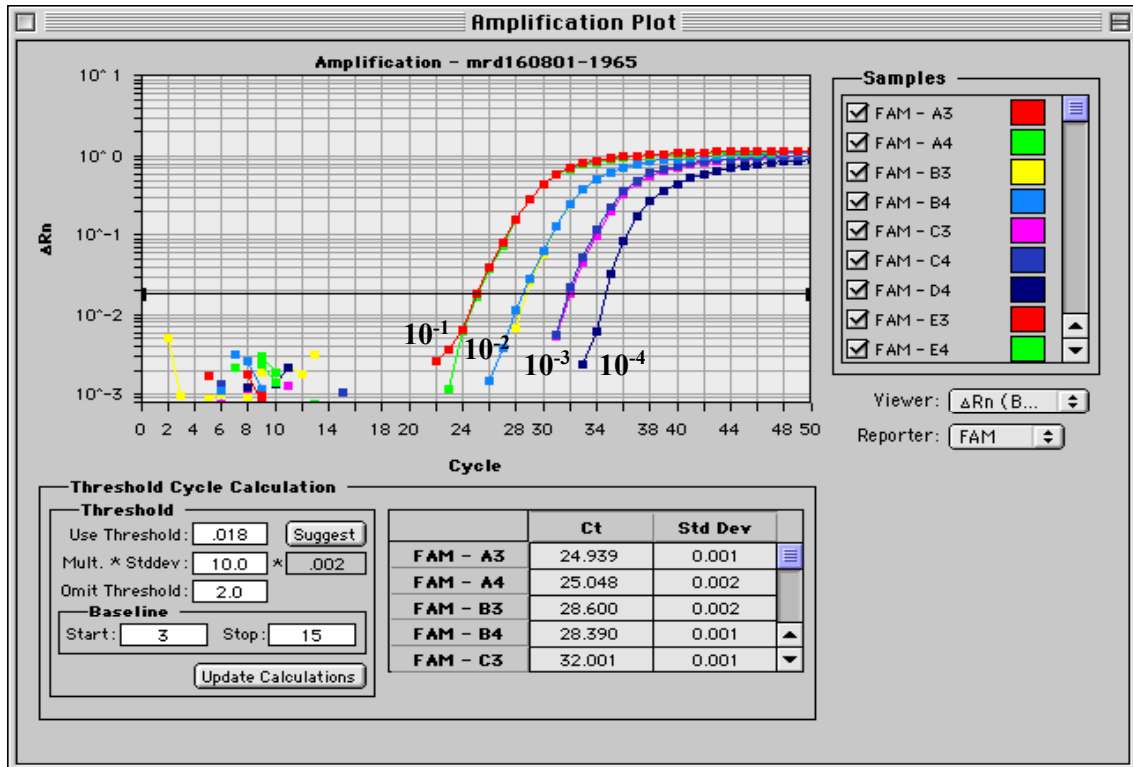 Amplification Plot
Amplification - mrd160801-1965
10^ 1
10^ 0
10^-1
10^-2
10^-3
ΔRn
10-1
10-2
10-3
10-4
0 2 4 6 8 10 14 18 20 24 28 30 34 38 40 44 48 50
Cycle
Samples
FAM - A3
FAM - A4
FAM - B3
FAM - B4
FAM - C3
FAM - C4
FAM - D4
FAM - E3
FAM - E4
Viewer: ΔRn (B...
Reporter: FAM
Threshold Cycle Calculation
Threshold
Use Threshold: .018 Suggest
Mult. * Stddev: 10.0 * .002
Omit Threshold: 2.0
Baseline
Start: 3 Stop: 15
Update Calculations
Ct Std Dev
FAM - A3 24.939 0.001
FAM - A4 25.048 0.002
FAM - B3 28.600 0.002
FAM - B4 28.390 0.001
FAM - C3 32.001 0.001